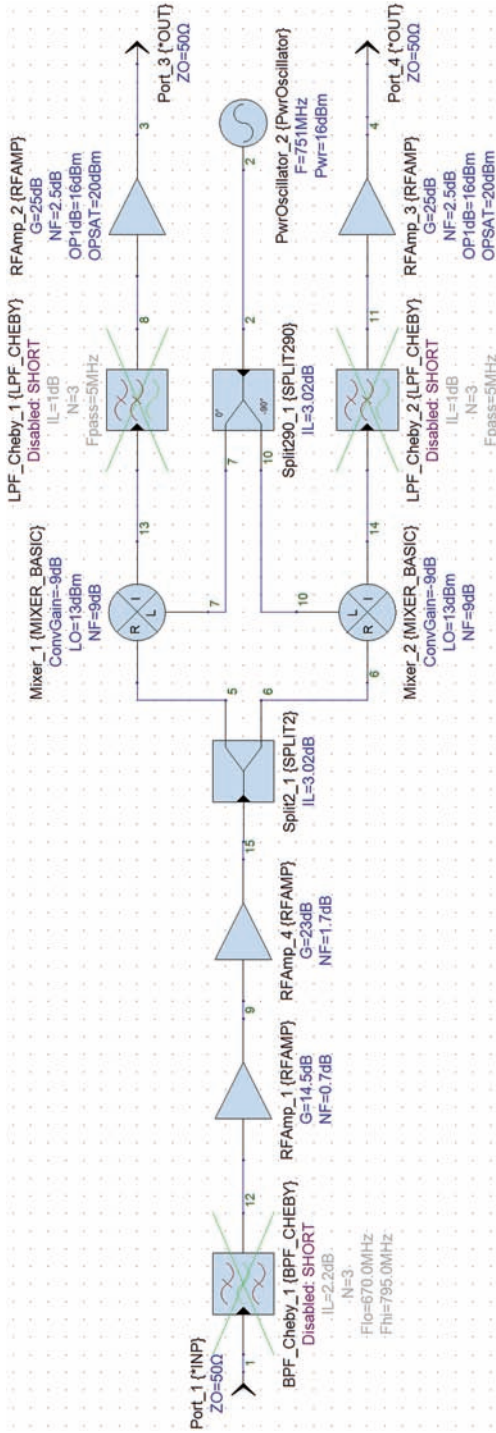 Port_1 {*INP}
ZO=50Ω
1
BPF_Cheby_1 {BPF_CHEBY}
Disabled: SHORT
IL=2.2dB
N=3
Flo=670.0MHz
Fhi=795.0MHz
12
RFAmp_1 {RFAMP}
G=14.5dB
NF=0.7dB
9
RFAmp_4 {RFAMP}
G=23dB
NF=1.7dB
15
Split2_1 {SPLIT2}
IL=3.02dB
5
6
Mixer_1 {MIXER_BASIC}
ConvGain=-9dB
LO=13dBm
NF=9dB
R
I
L
13
7
LPF_Cheby_1 {LPF_CHEBY}
Disabled: SHORT
IL=1dB
N=3
Fpass=5MHz
8
RFAmp_2 {RFAMP}
G=25dB
NF=2.5dB
OP1dB=16dBm
OPSAT=20dBm
3
Port_3 {*OUT}
ZO=50Ω
7
10
0°
-90°
Split290_1 {SPLIT290}
IL=3.02dB
2
2
PwrOscillator_2 {PwrOscillator}
F=751MHz
Pwr=16dBm
10
6
L
R
I
Mixer_2 {MIXER_BASIC}
ConvGain=-9dB
LO=13dBm
NF=9dB
14
LPF_Cheby_2 {LPF_CHEBY}
Disabled: SHORT
IL=1dB
N=3
Fpass=5MHz
11
RFAmp_3 {RFAMP}
G=25dB
NF=2.5dB
OP1dB=16dBm
OPSAT=20dBm
4
Port_4 {*OUT}
ZO=50Ω